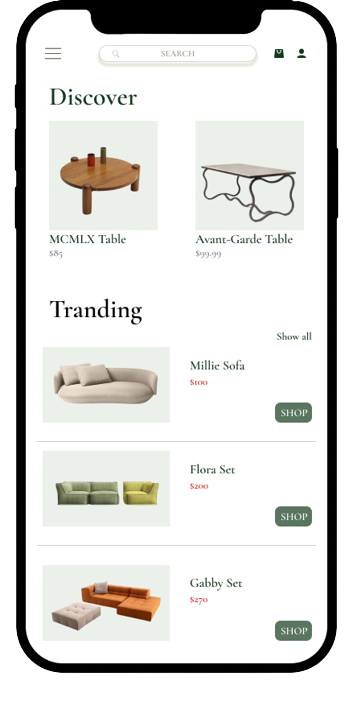 SEARCH
Discover
MCMLX Table
$85
Avant-Garde Table
$99.99
Tranding
Show all
Millie Sofa
$100
SHOP
Flora Set
$200
SHOP
Gabby Set
$270
SHOP